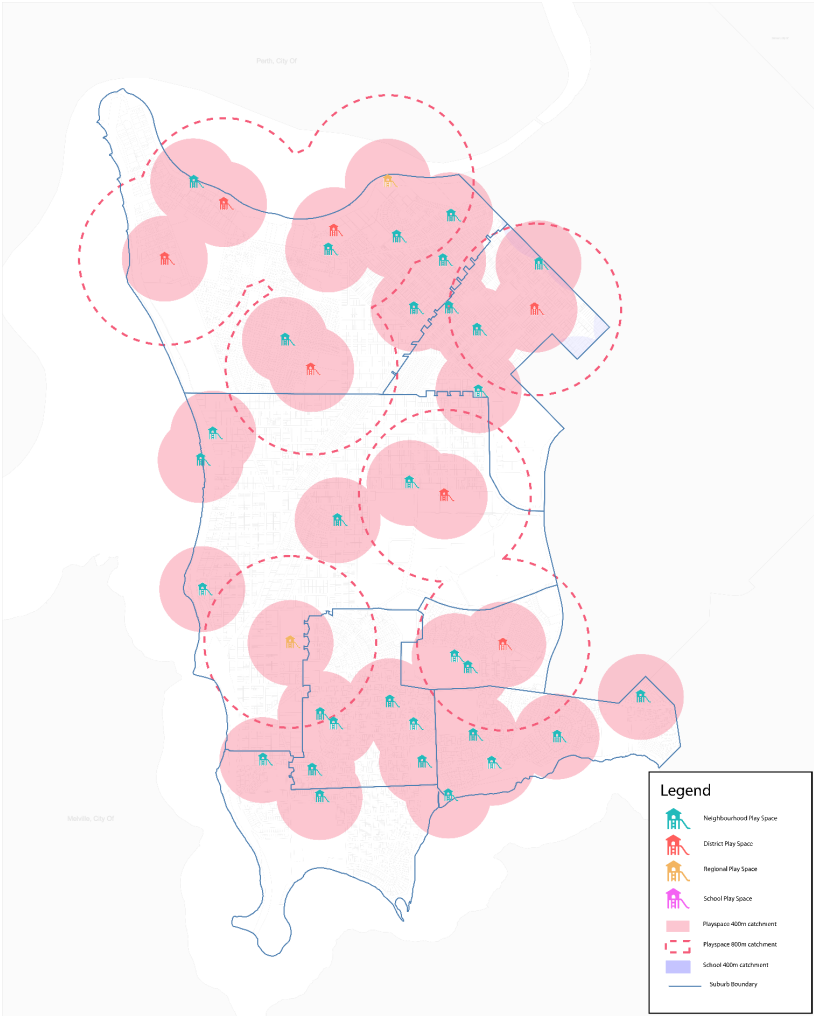 Perth, City Of
Melville, City Of
Legend
Neighbourhood Play Space
District Play Space
Regional Play Space
School Play Space
Playspace 400m catchment
Playspace 800m catchment
School 400m catchment
Suburb Boundary